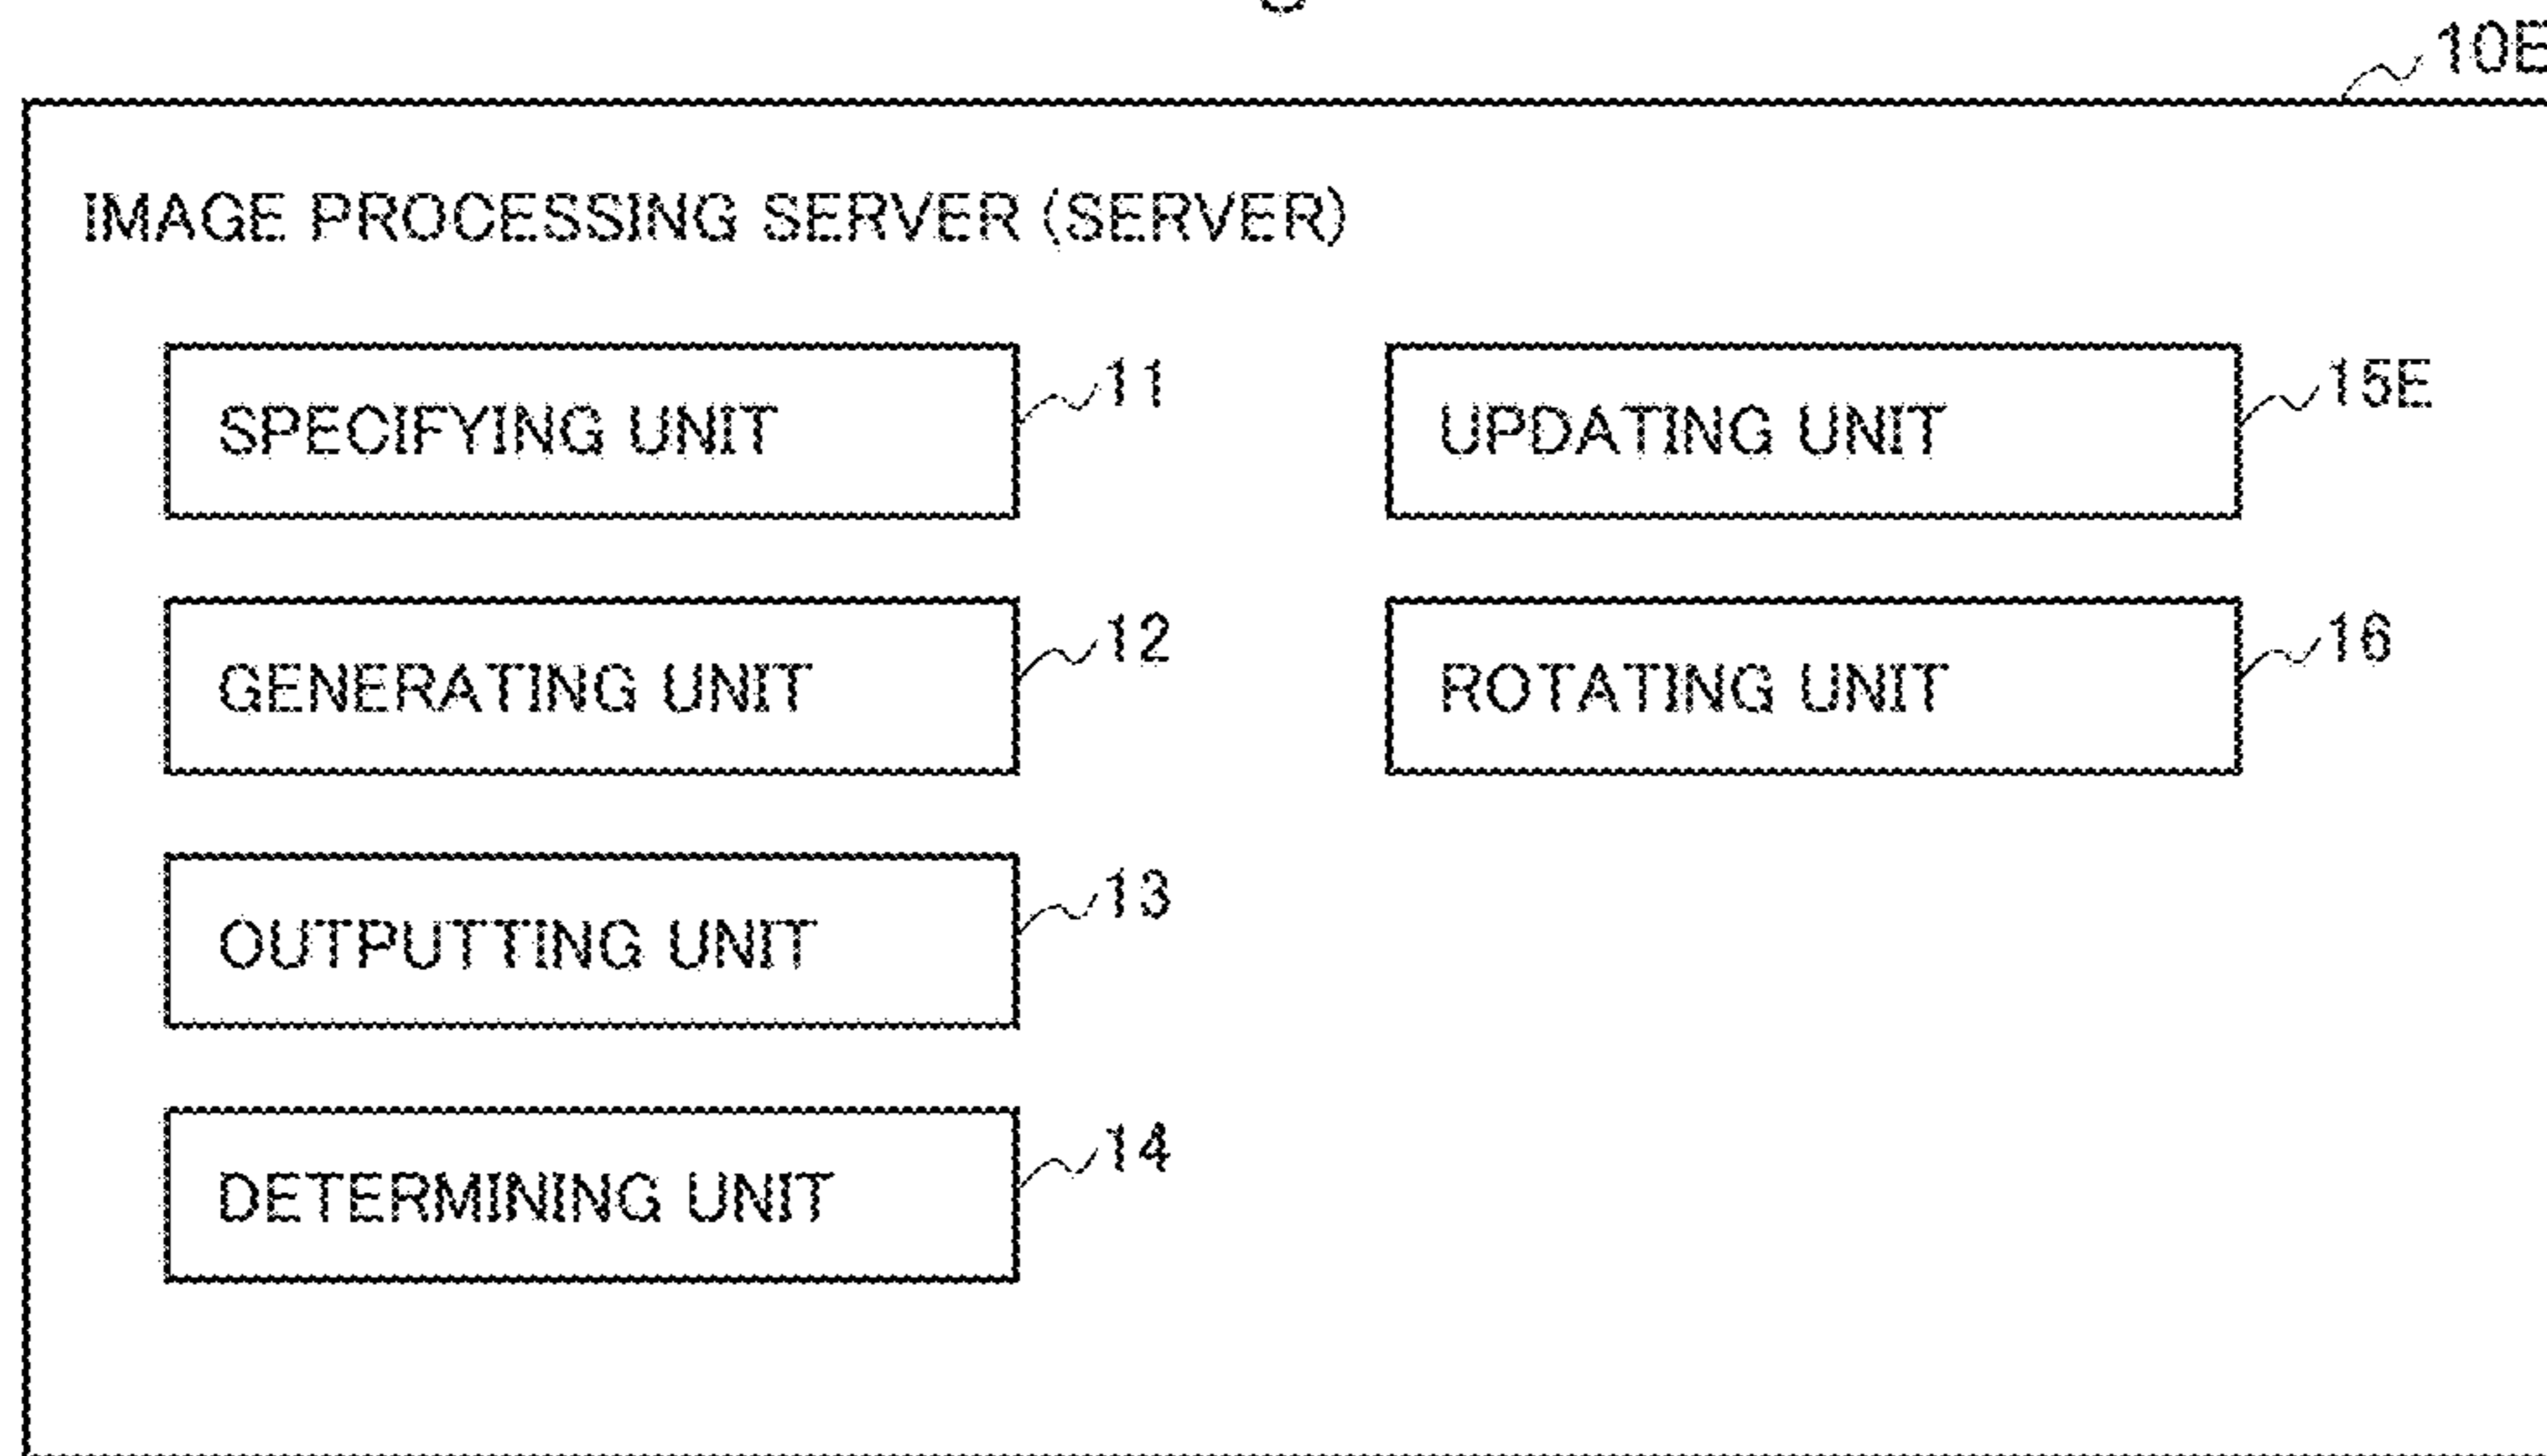 10E
IMAGE PROCESSING SERVER (SERVER)
SPECIFYING UNIT
11
GENERATING UNIT
12
OUTPUTTING UNIT
13
DETERMINING UNIT
14
UPDATING UNIT
15E
ROTATING UNIT
16